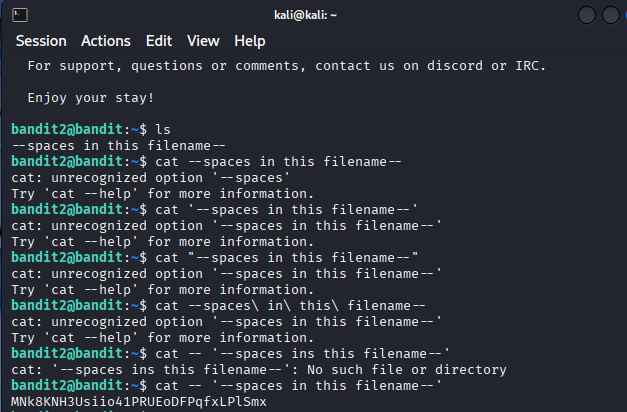 kali@kali: ~
Session Actions Edit View Help
For support, questions or comments, contact us on discord or IRC.
Enjoy your stay!
bandit2@bandit:~$ ls
--spaces in this filename--
bandit2@bandit:~$ cat --spaces in this filename--
cat: unrecognized option '--spaces'
Try 'cat --help' for more information.
bandit2@bandit:~$ cat '--spaces in this filename--'
cat: unrecognized option '--spaces in this filename--'
Try 'cat --help' for more information.
bandit2@bandit:~$ cat "--spaces in this filename--"
cat: unrecognized option '--spaces in this filename--'
Try 'cat --help' for more information.
bandit2@bandit:~$ cat --spaces\ in\ this\ filename--
cat: unrecognized option '--spaces in this filename--'
Try 'cat --help' for more information.
bandit2@bandit:~$ cat -- '--spaces ins this filename--'
cat: '--spaces ins this filename--': No such file or directory
bandit2@bandit:~$ cat -- '--spaces in this filename--'
MNk8KNH3Usiio41PRUEoDFPqfxLPlSmx